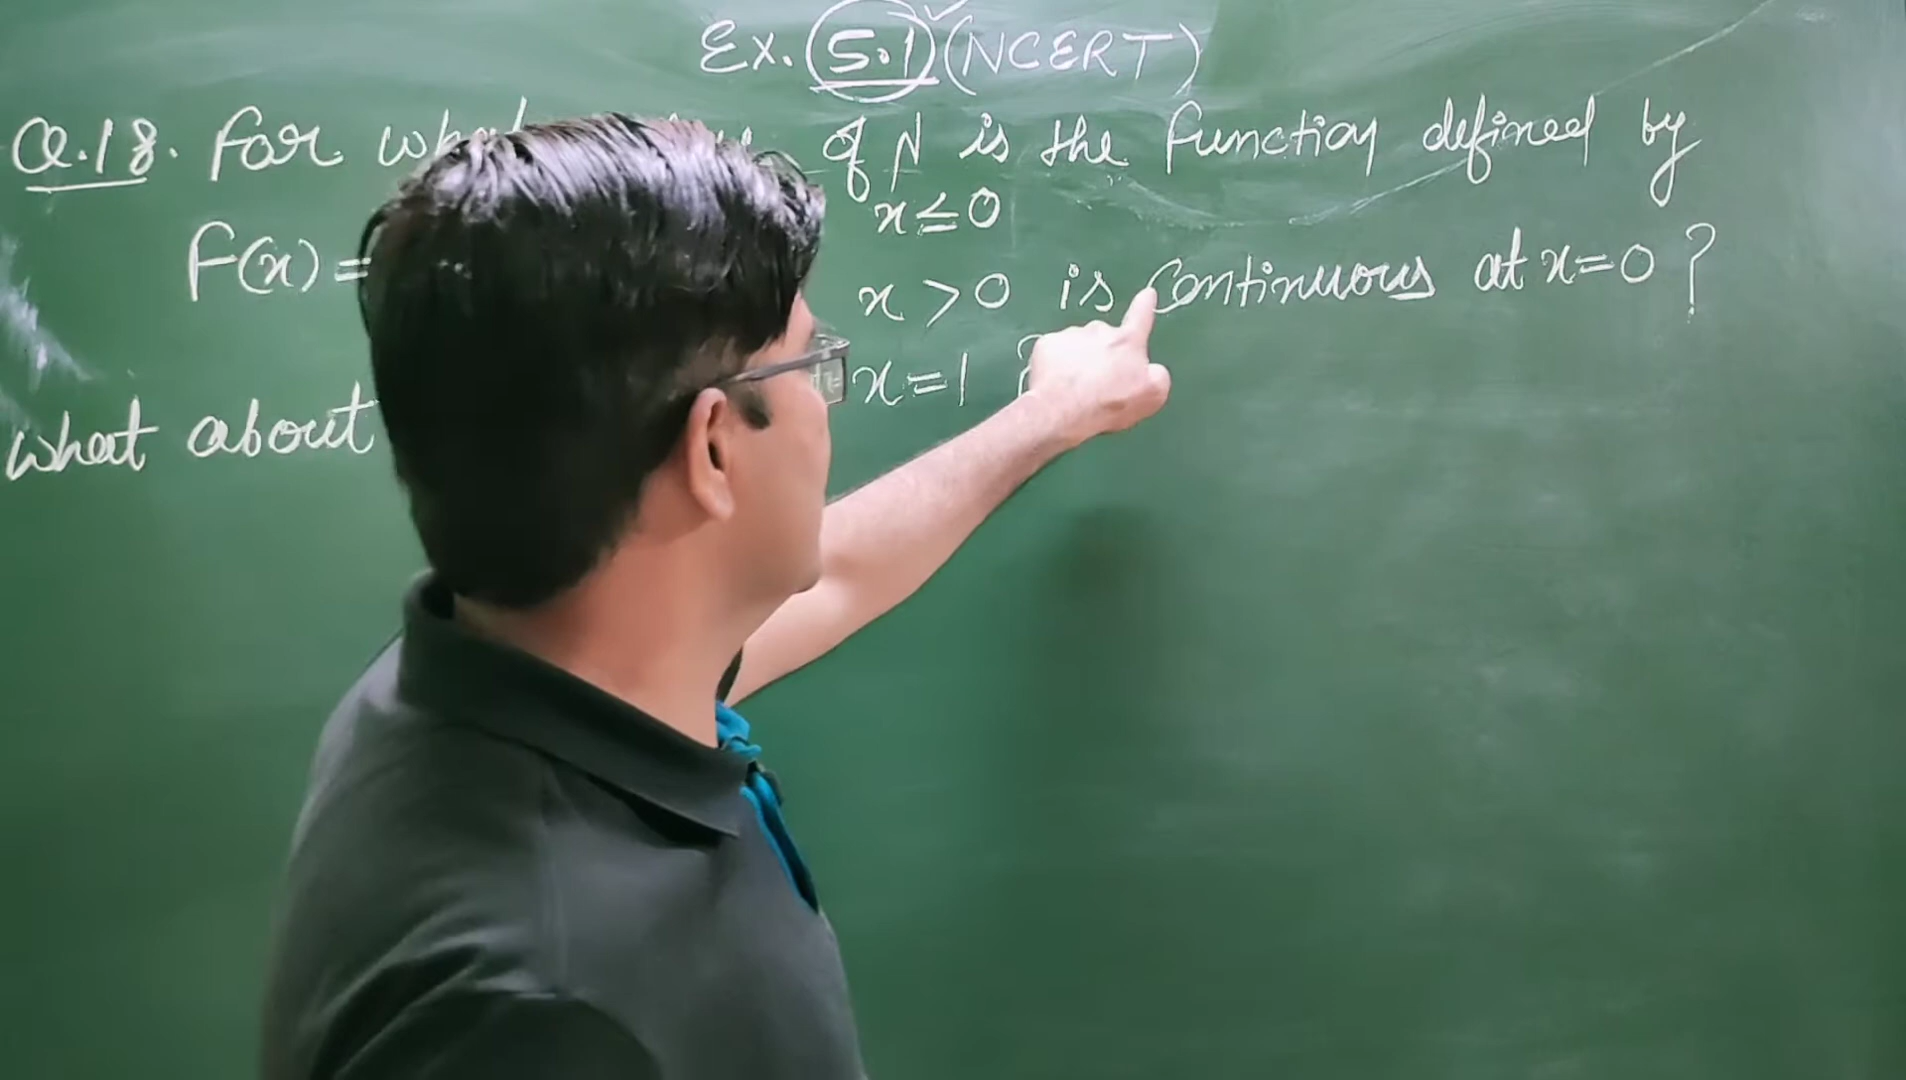 Ex. 5.1 (NCERT)
Q.18. For of λ is the function defined by
x≤0
F(x) =
x > 0 is continuous at x=0 ?
What about x=1 ?